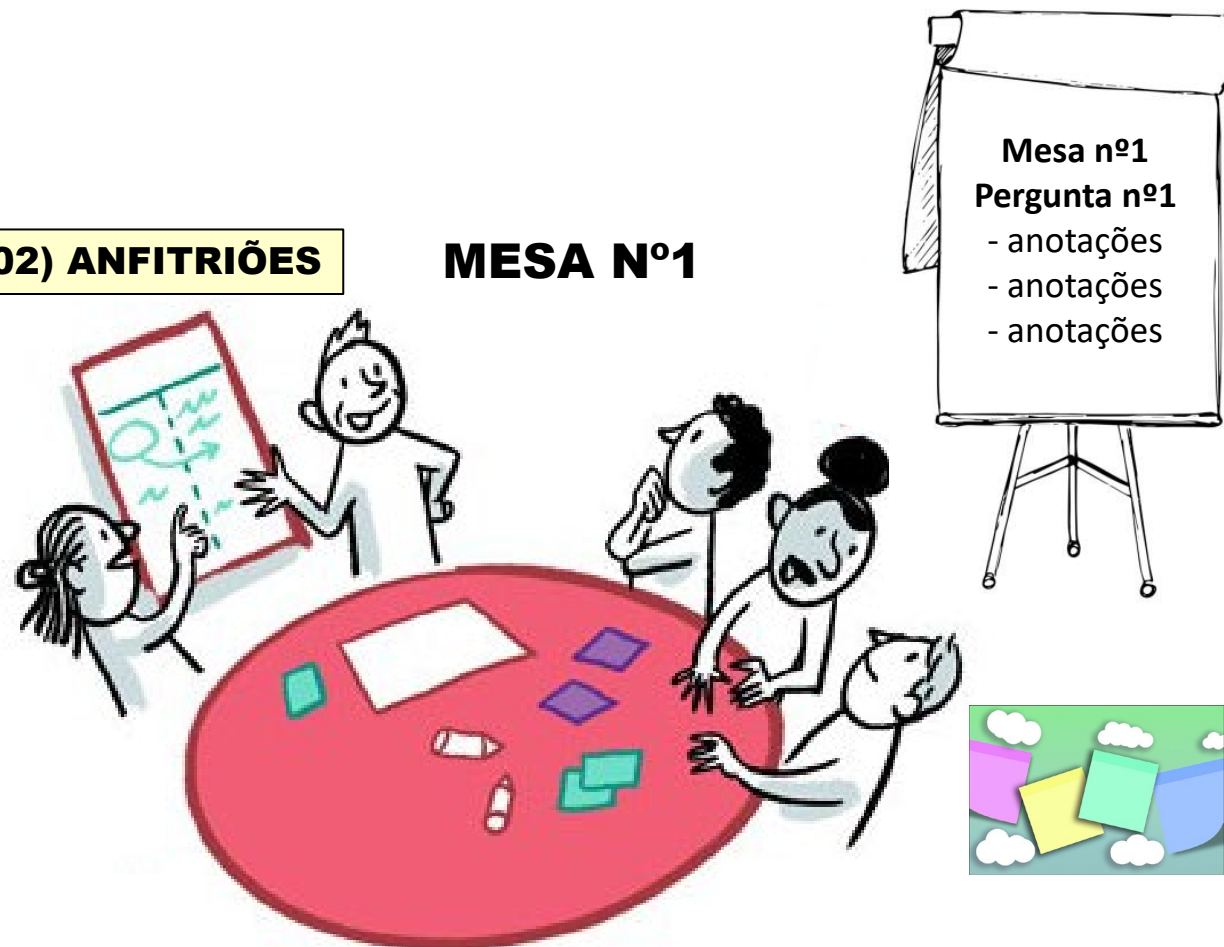 02) ANFITRIÕES
MESA Nº1
Mesa nº1
Pergunta nº1
- anotações
- anotações
- anotações